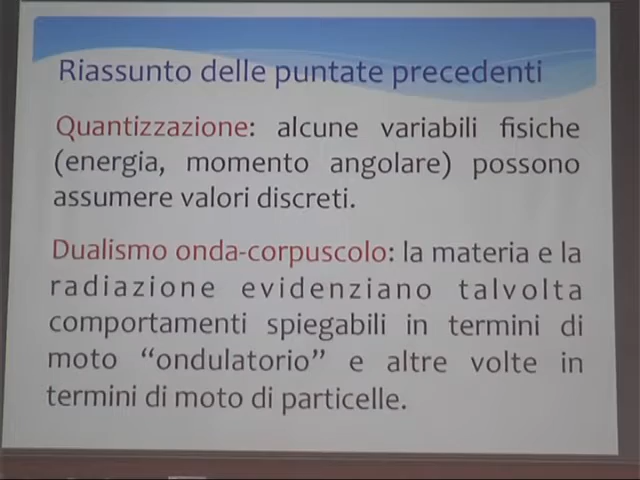 Riassunto delle puntate precedenti
Quantizzazione: alcune variabili fisiche
(energia, momento angolare) possono
assumere valori discreti.
Dualismo onda-corpuscolo: la materia e la
radiazione evidenziano talvolta
comportamenti spiegabili in termini di
moto “ondulatorio” e altre volte in
termini di moto di particelle.